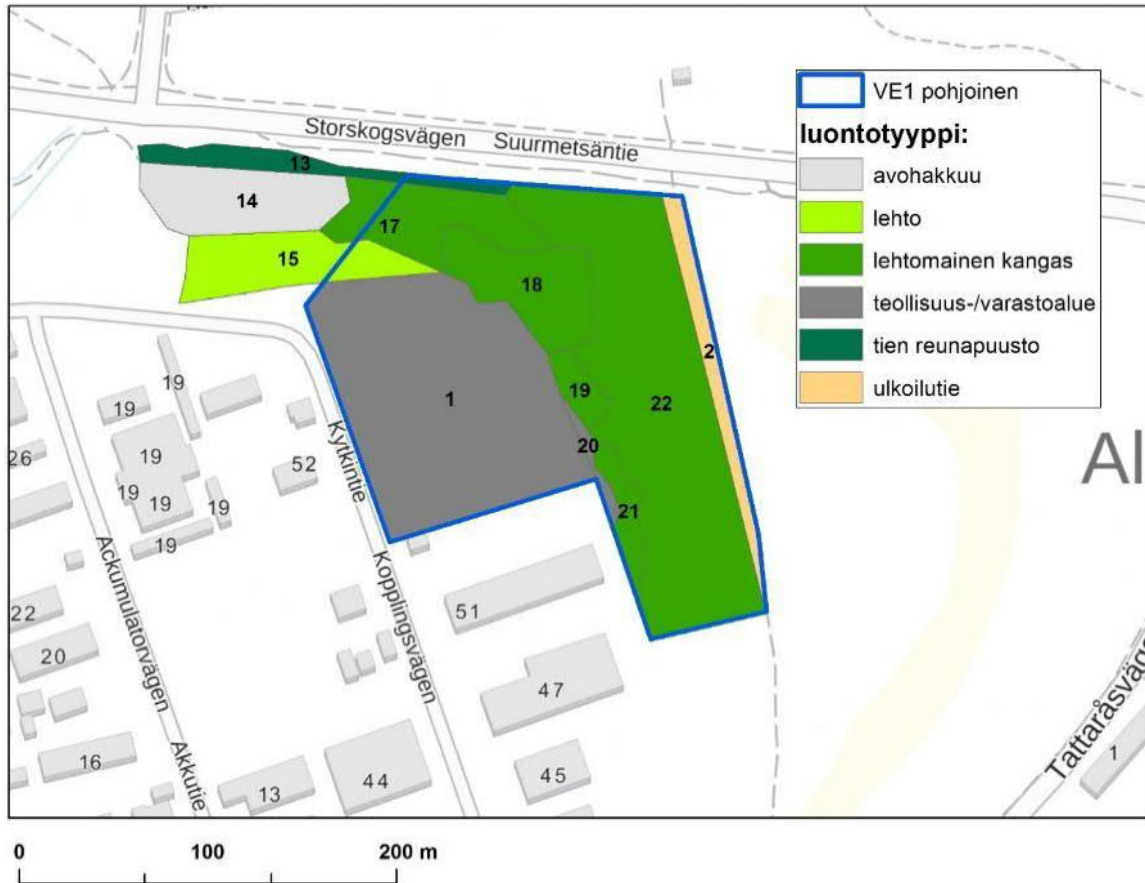 Storskogsvägen Suurmetsäntie
VE1 pohjoinen
luontotyyppi:
avohakkuu
lehto
lehtomainen kangas
teollisuus-/varastoalue
tien reunapuusto
ulkoilutie
13
14
17
15
18
2
1
19
22
20
21
19
19
19
19
19
19
19
26
52
Kytkintie
Kopplingsvägen
Ackumulatorvägen
Akkutie
22
20
16
13
51
47
44
45
Al
Tattaråsväge
1
0 100 200 m